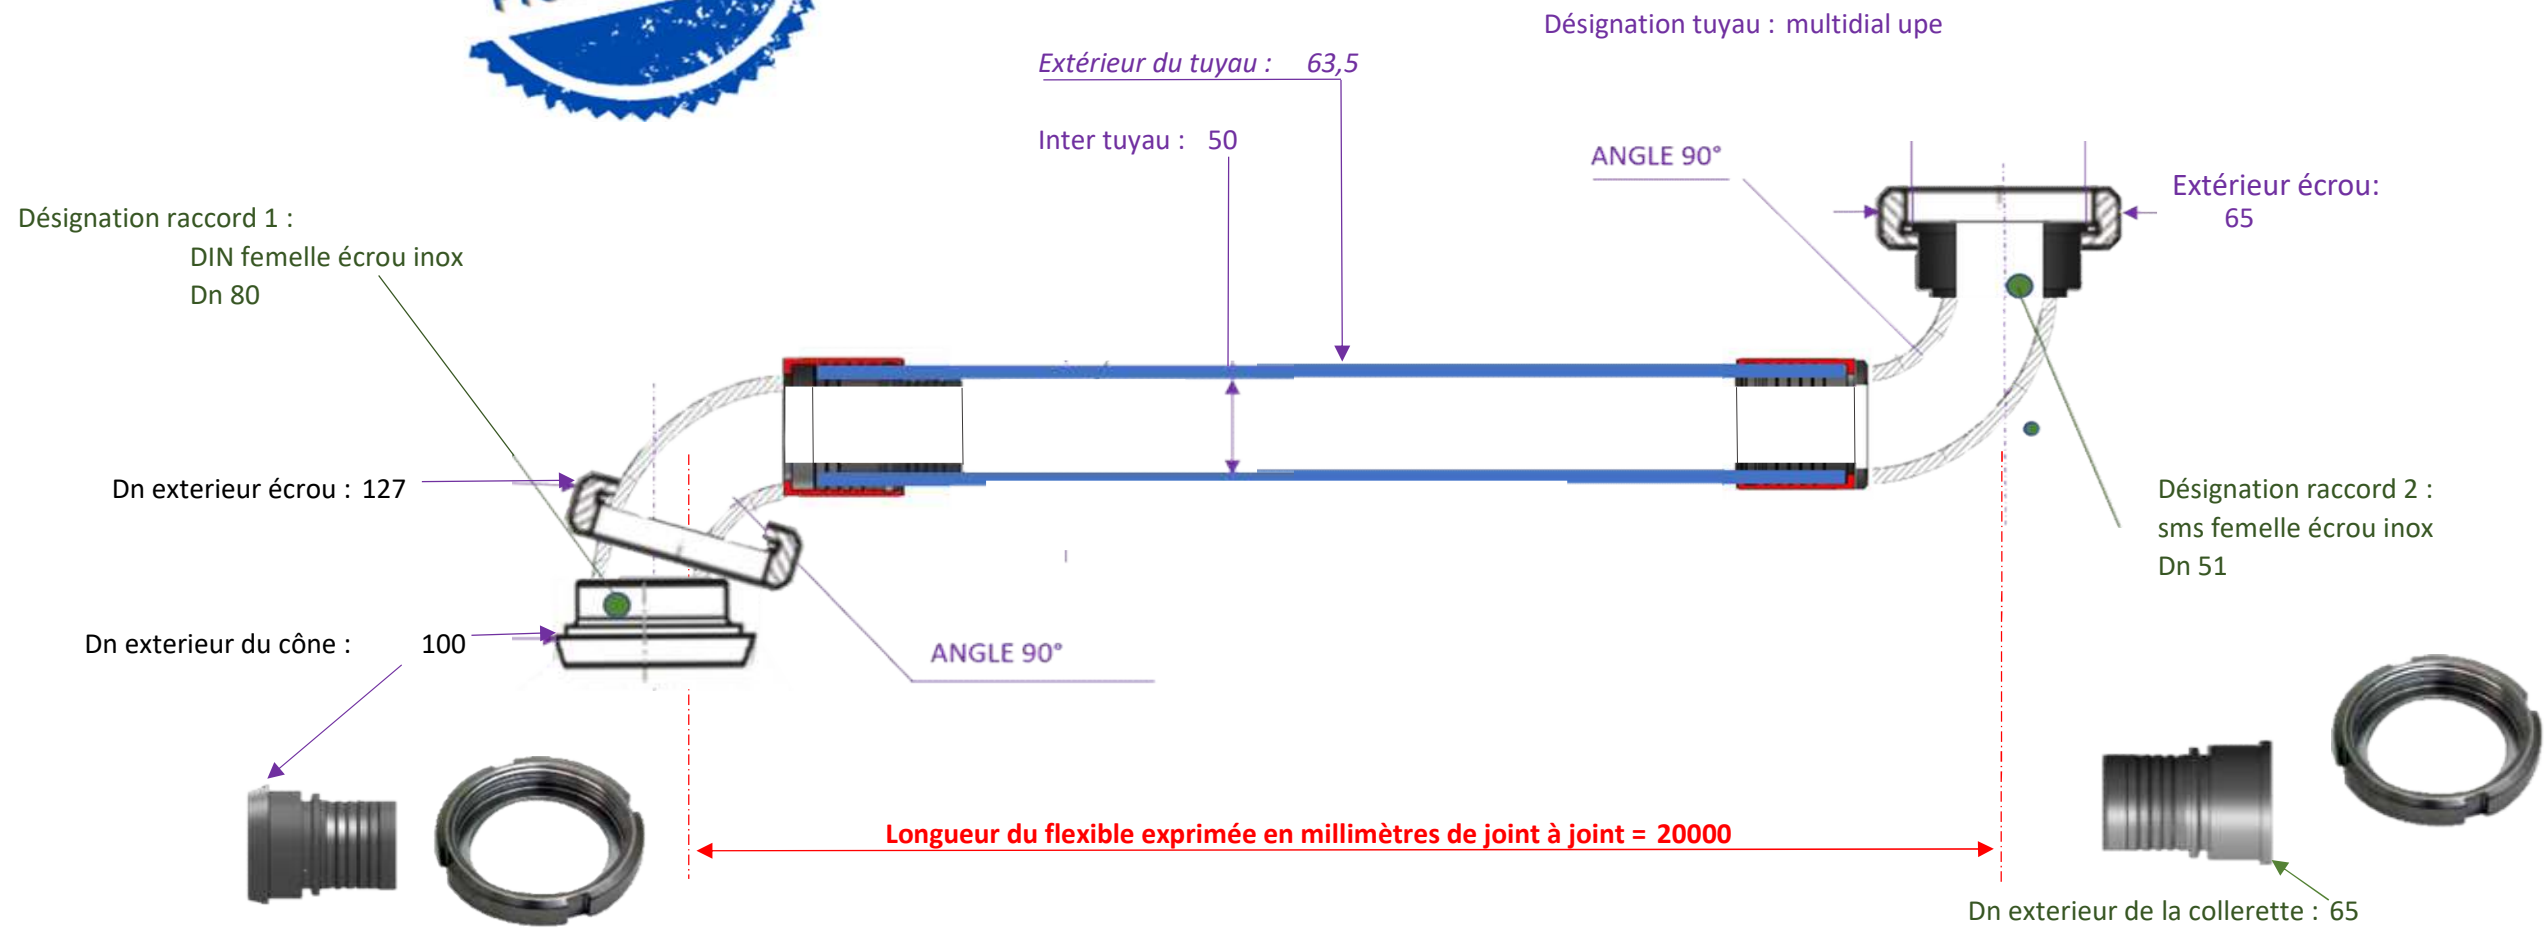 Désignation tuyau : multidial upe
Extérieur du tuyau : 63,5
Inter tuyau : 50
ANGLE 90°
Extérieur écrou:
65
Désignation raccord 1 :
DIN femelle écrou inox
Dn 80
Dn exterieur écrou : 127
Désignation raccord 2 :
sms femelle écrou inox
Dn 51
Dn exterieur du cône : 100
ANGLE 90°
Longueur du flexible exprimée en millimètres de joint à joint = 20000
Dn exterieur de la collerette : 65